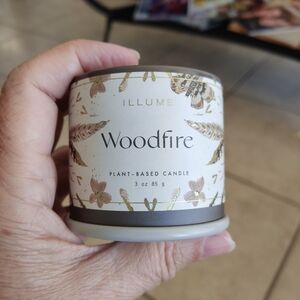 ILLUME
Woodfire
PLANT-BASED CANDLE
3 oz 85 g